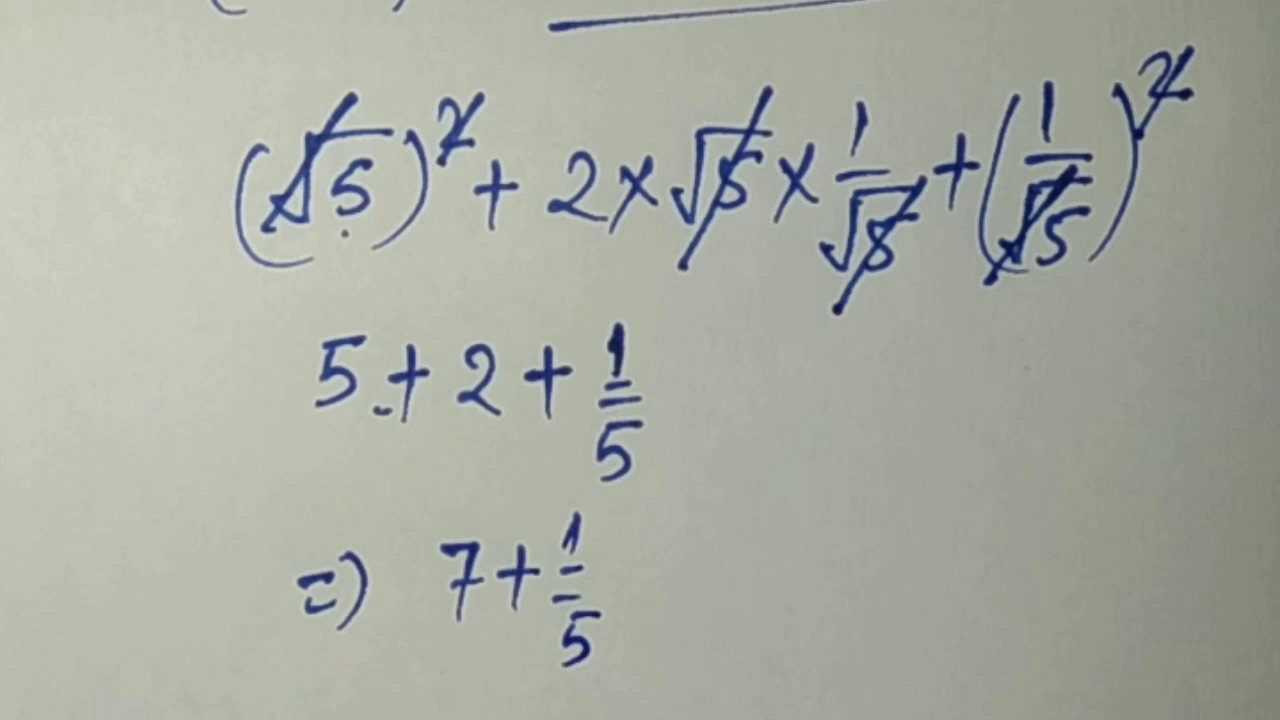 (√5)² + 2 × √5 × 1/√5 + (1/√5)²
5 + 2 + 1/5
=) 7 + 1/5